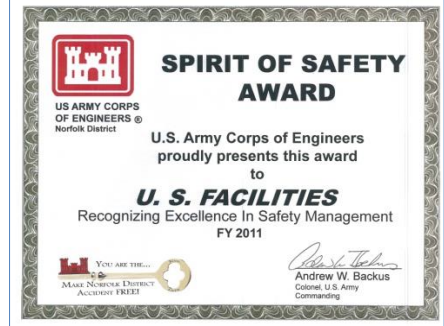 SPIRIT OF SAFETY
AWARD
US ARMY CORPS
OF ENGINEERS ®
Norfolk District
U.S. Army Corps of Engineers
proudly presents this award
to
U. S. FACILITIES
Recognizing Excellence In Safety Management
FY 2011
YOU ARE THE...
MAKE NORFOLK DISTRICT
ACCIDENT FREE!
Andrew W. Backus
Colonel, U.S. Army
Commanding